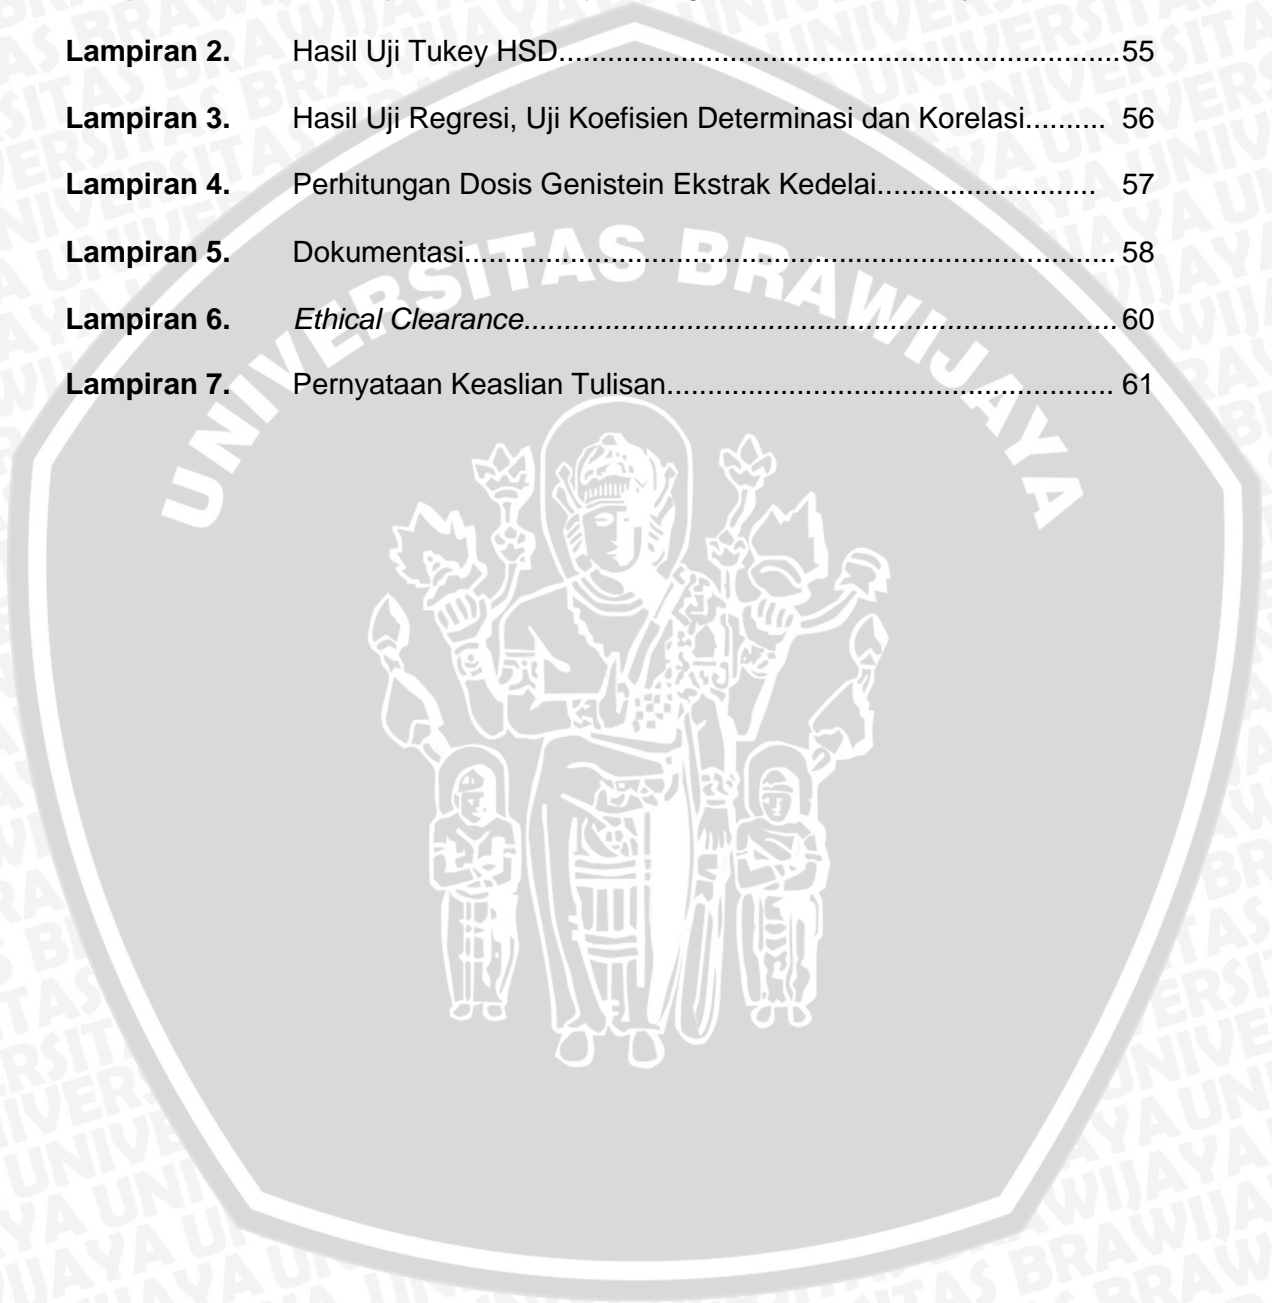 Lampiran 2. Hasil Uji Tukey HSD.....................................................................55
Lampiran 3. Hasil Uji Regresi, Uji Koefisien Determinasi dan Korelasi.......... 56
Lampiran 4. Perhitungan Dosis Genistein Ekstrak Kedelai........................... 57
Lampiran 5. Dokumentasi................................................................................ 58
Lampiran 6. Ethical Clearance.........................................................................60
Lampiran 7. Pernyataan Keaslian Tulisan....................................................... 61
UNIVERSITAS BRAWIJAYA